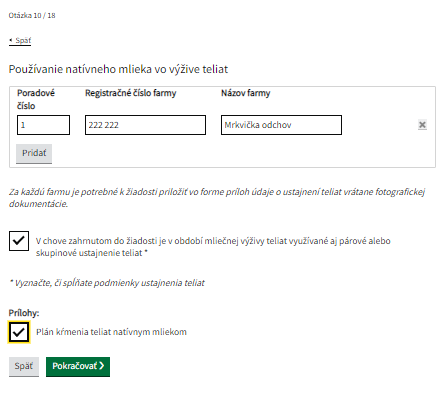 Otázka 10 / 18
Späť
Používanie natívneho mlieka vo výžive teliat
Poradové číslo
Registračné číslo farmy
Názov farmy
1
222 222
Mrkvička odchov
Pridať
Za každú farmu je potrebné k žiadosti priložiť vo forme príloh údaje o ustajnení teliat vrátane fotografickej
dokumentácie.
V chove zahrnutom do žiadosti je v období mliečnej výživy teliat využívané aj párové alebo
skupinové ustajnenie teliat *
* Vyznačte, či spĺňate podmienky ustajnenia teliat
Prílohy:
Plán kŕmenia teliat natívnym mliekom
Späť
Pokračovať